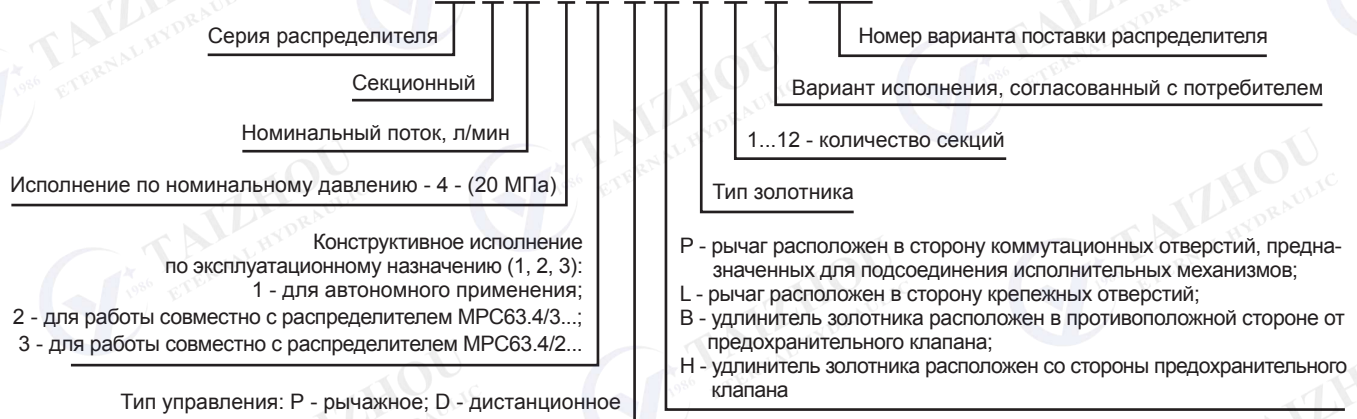 Серия распределителя
Секционный
Номинальный поток, л/мин
Исполнение по номинальному давлению - 4 - (20 МПа)
Конструктивное исполнение
по эксплуатационному назначению (1, 2, 3):
1 - для автономного применения;
2 - для работы совместно с распределителем МРС63.4/3...;
3 - для работы совместно с распределителем МРС63.4/2...
Тип управления: P - рычажное; D - дистанционное
Номер варианта поставки распределителя
Вариант исполнения, согласованный с потребителем
1...12 - количество секций
Тип золотника
P - рычаг расположен в сторону коммутационных отверстий, предна-
значенных для подсоединения исполнительных механизмов;
L - рычаг расположен в сторону крепежных отверстий;
B - удлинитель золотника расположен в противоположной стороне от
предохранительного клапана;
H - удлинитель золотника расположен со стороны предохранительного
клапана
TAIZHOU
ETERNAL HYDRAULIC
1986